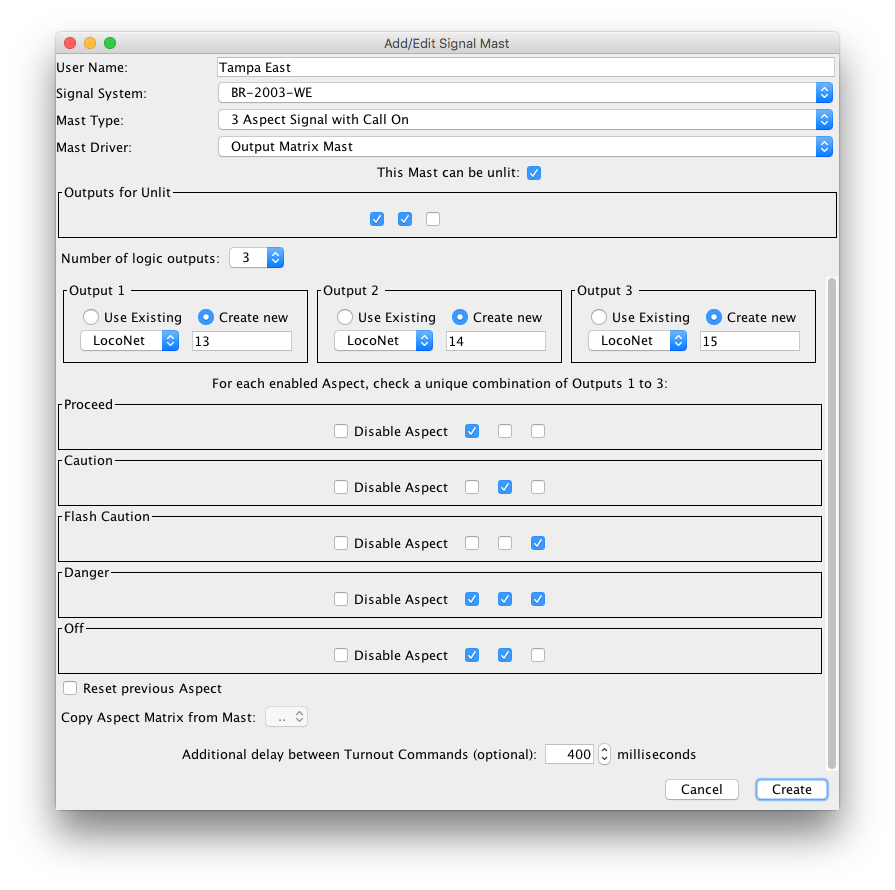 Add/Edit Signal Mast
User Name: Tampa East
Signal System: BR-2003-WE
Mast Type: 3 Aspect Signal with Call On
Mast Driver: Output Matrix Mast
This Mast can be unlit:
Outputs for Unlit
Number of logic outputs: 3
Output 1 Output 2 Output 3
Use Existing Create new Use Existing Create new Use Existing Create new
LocoNet 13 LocoNet 14 LocoNet 15
For each enabled Aspect, check a unique combination of Outputs 1 to 3:
Proceed
Disable Aspect
Caution
Disable Aspect
Flash Caution
Disable Aspect
Danger
Disable Aspect
Off
Disable Aspect
Reset previous Aspect
Copy Aspect Matrix from Mast: ..
Additional delay between Turnout Commands (optional): 400 milliseconds
Cancel Create